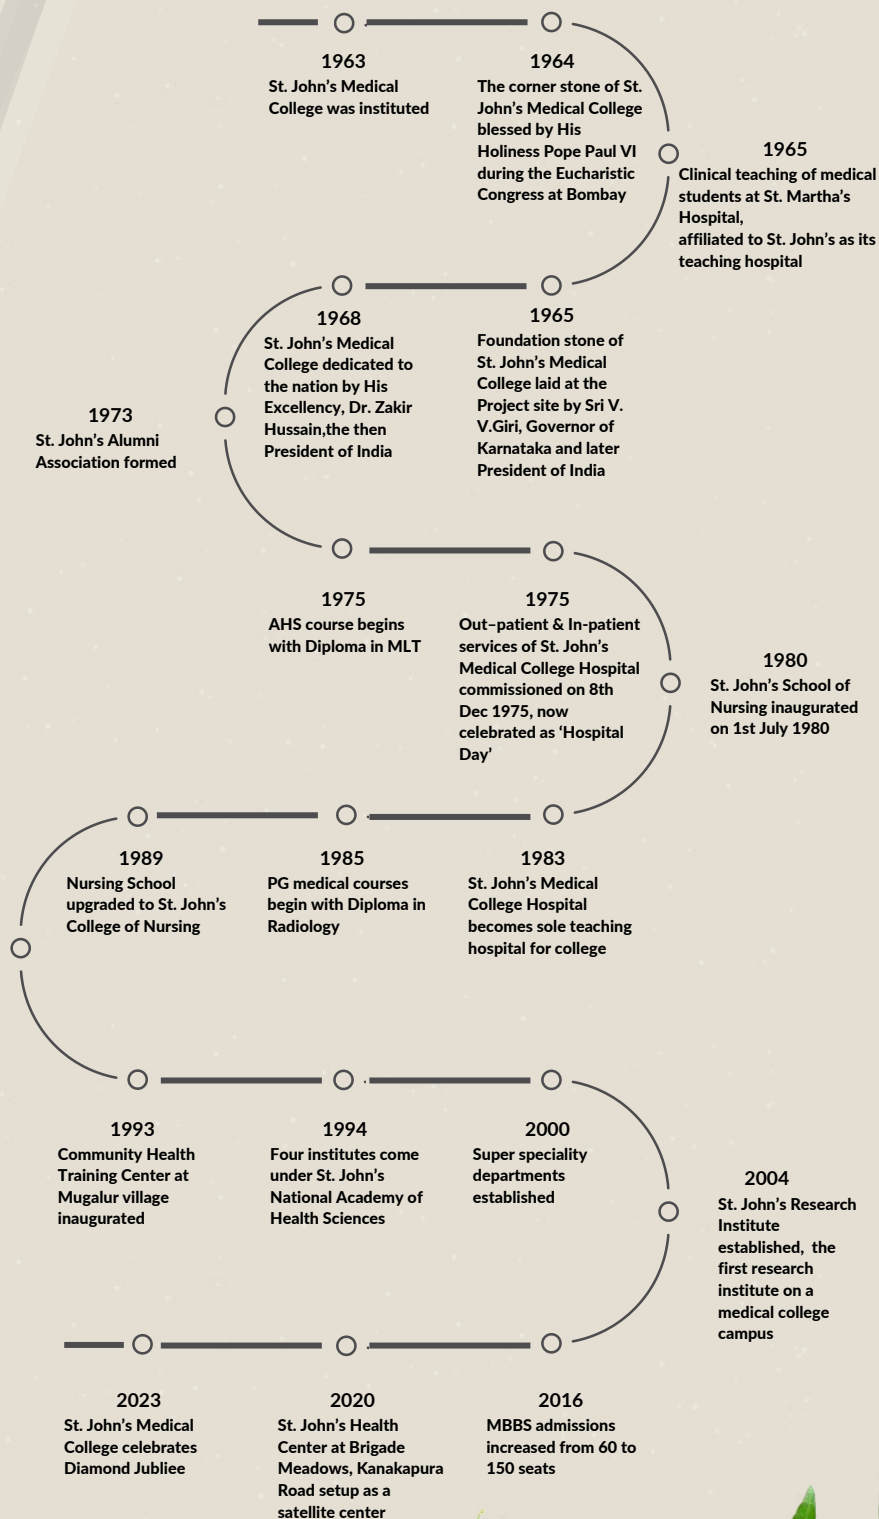 1963
St. John's Medical
College was instituted
1964
The corner stone of St.
John's Medical College
blessed by His
Holiness Pope Paul VI
during the Eucharistic
Congress at Bombay
1965
Clinical teaching of medical
students at St. Martha's
Hospital,
affiliated to St. John's as its
teaching hospital
1965
Foundation stone of
St. John's Medical
College laid at the
Project site by Sri V.
V.Giri, Governor of
Karnataka and later
President of India
1968
St. John's Medical
College dedicated to
the nation by His
Excellency, Dr. Zakir
Hussain,the then
President of India
1973
St. John's Alumni
Association formed
1975
AHS course begins
with Diploma in MLT
1975
Out–patient & In-patient
services of St. John's
Medical College Hospital
commissioned on 8th
Dec 1975, now
celebrated as ‘Hospital
Day’
1980
St. John's School of
Nursing inaugurated
on 1st July 1980
1983
St. John's Medical
College Hospital
becomes sole teaching
hospital for college
1985
PG medical courses
begin with Diploma in
Radiology
1989
Nursing School
upgraded to St. John's
College of Nursing
1993
Community Health
Training Center at
Mugalur village
inaugurated
1994
Four institutes come
under St. John's
National Academy of
Health Sciences
2000
Super speciality
departments
established
2004
St. John's Research
Institute
established,  the
first research
institute on a
medical college
campus
2016
MBBS admissions
increased from 60 to
150 seats
2020
St. John's Health
Center at Brigade
Meadows, Kanakapura
Road setup as a
satellite center
2023
St. John's Medical
College celebrates
Diamond Jubliee